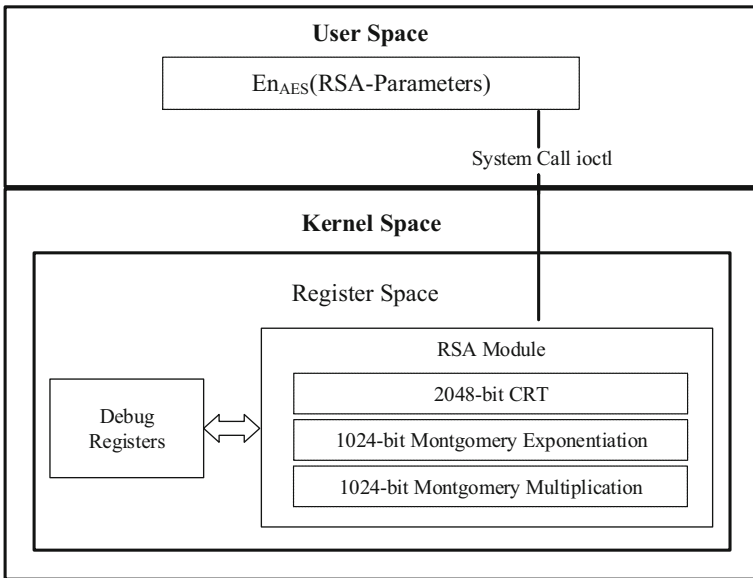 User Space
EnAES(RSA-Parameters)
System Call ioctl
Kernel Space
Register Space
RSA Module
2048-bit CRT
Debug
Registers
1024-bit Montgomery Exponentiation
1024-bit Montgomery Multiplication